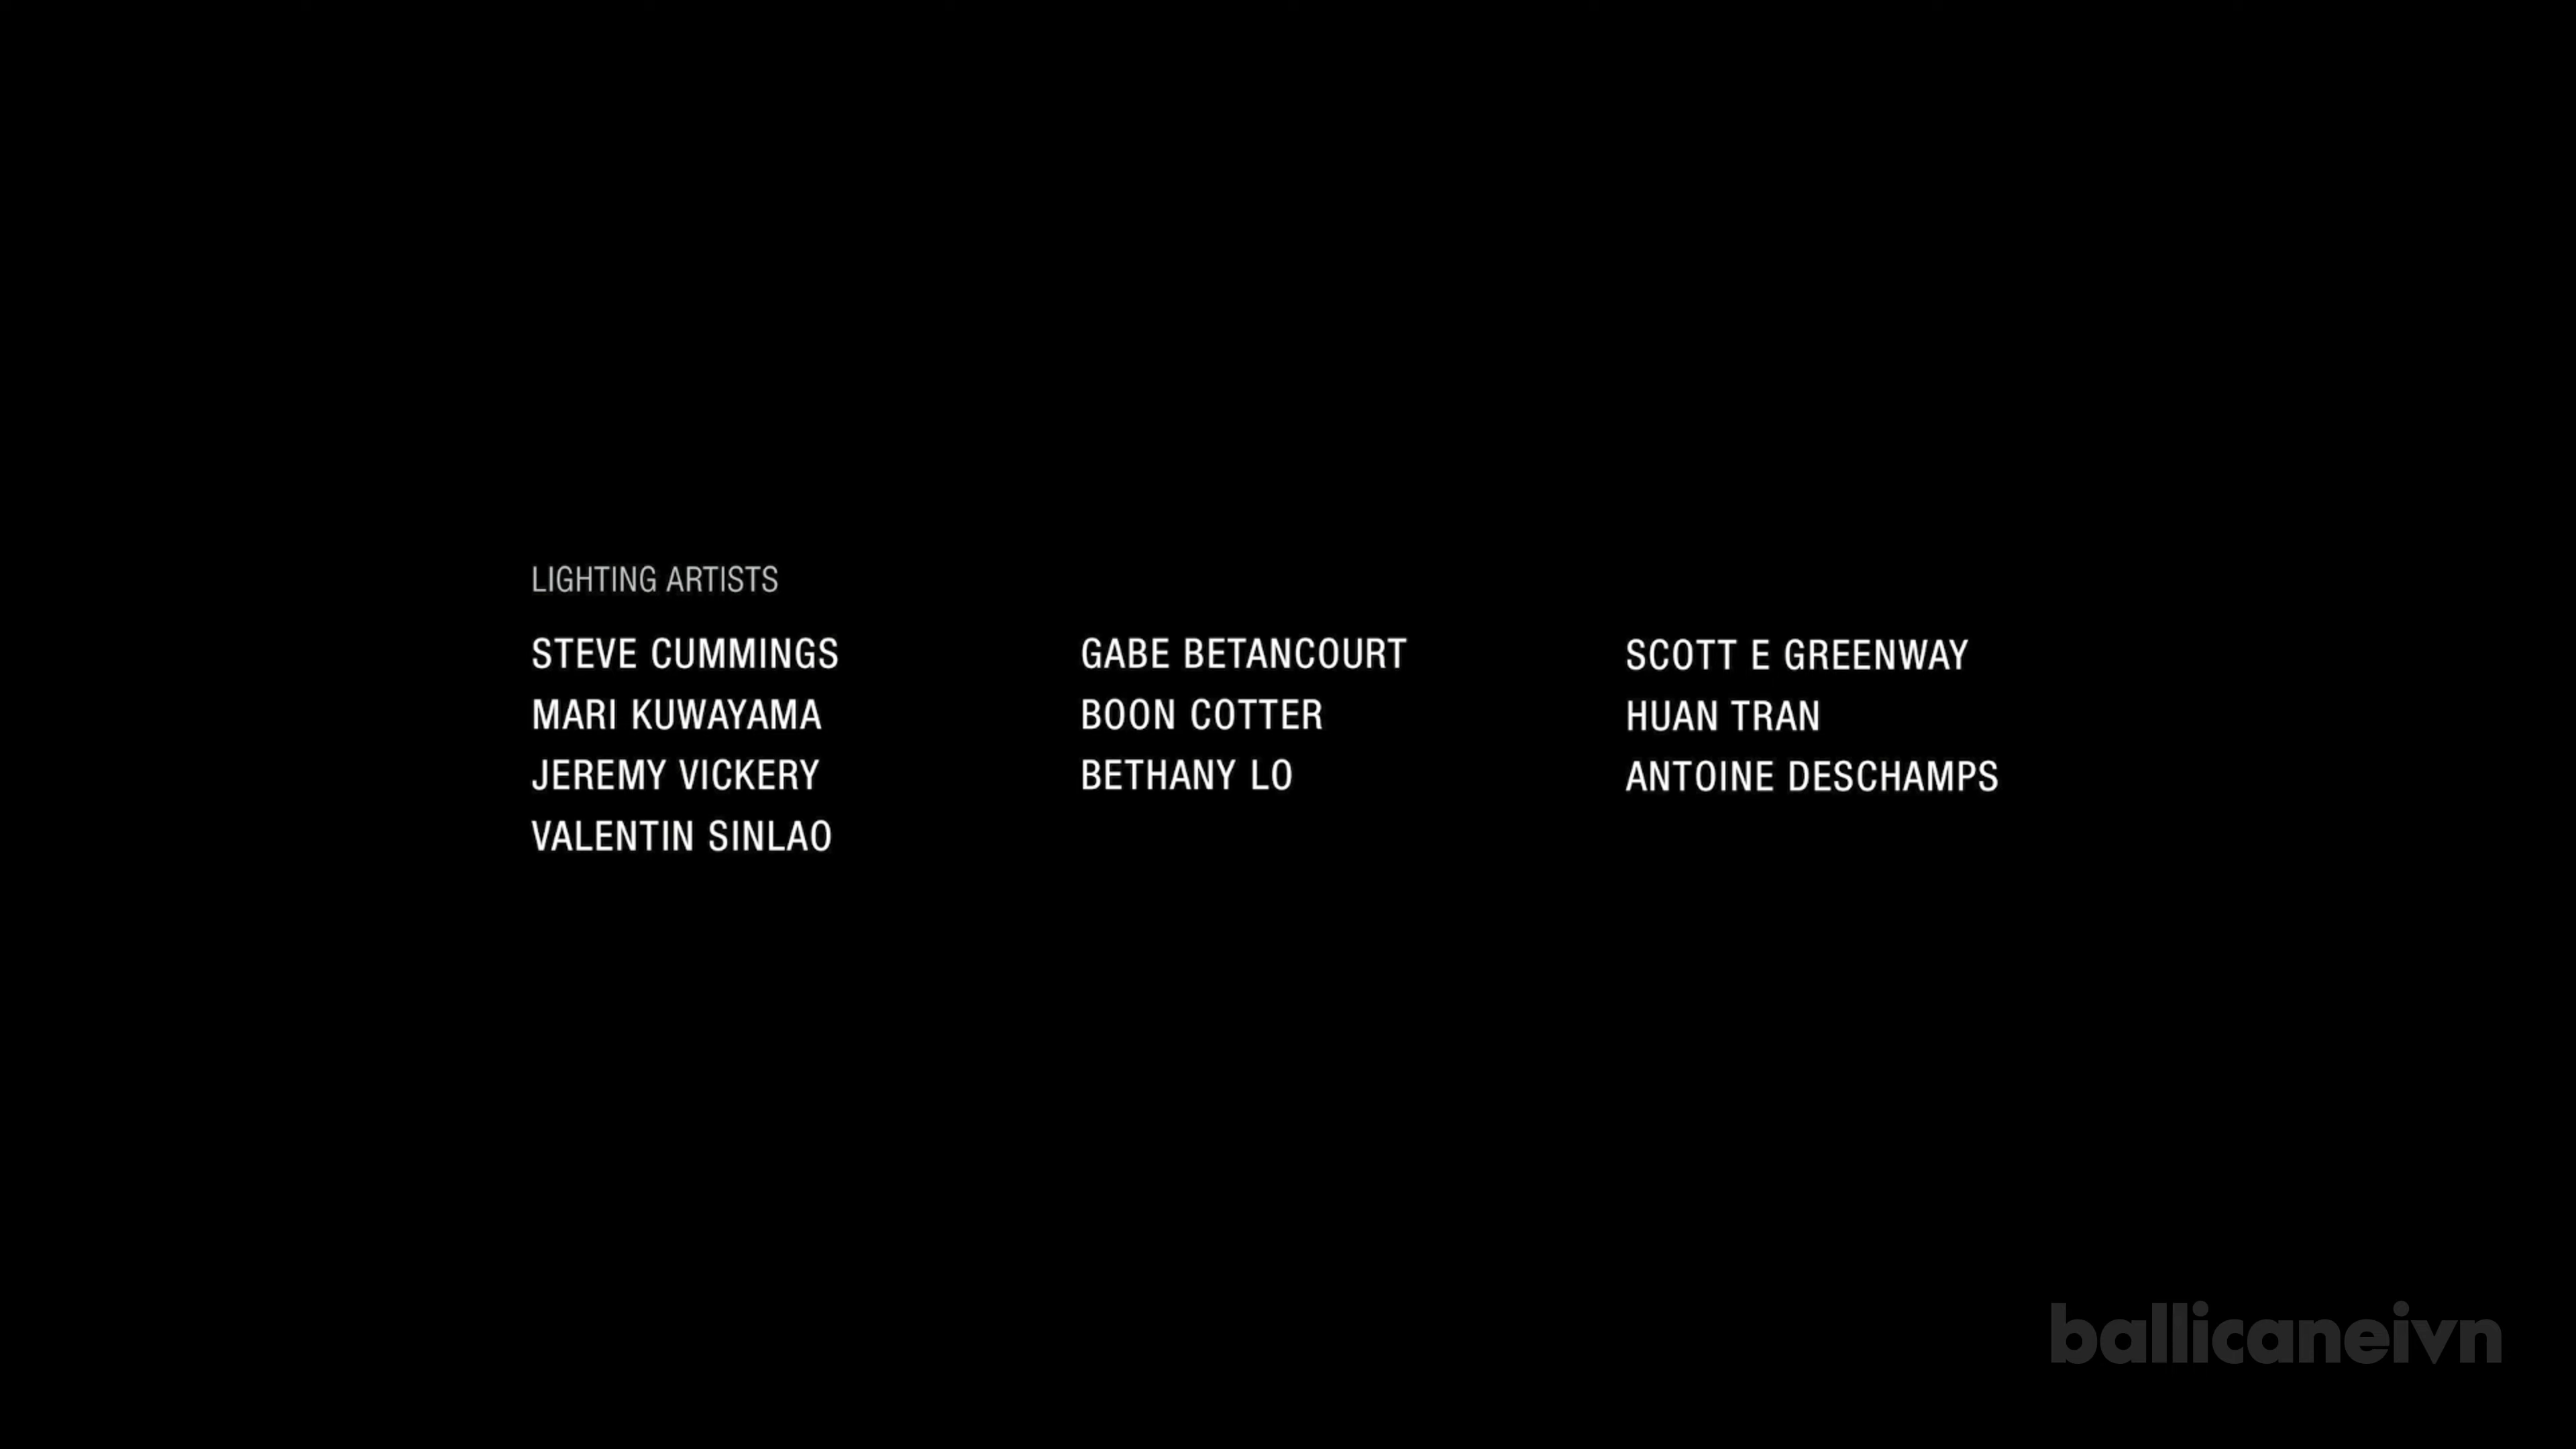 LIGHTING ARTISTS
STEVE CUMMINGS
MARI KUWAYAMA
JEREMY VICKERY
VALENTIN SINLAO
GABE BETANCOURT
BOON COTTER
BETHANY LO
SCOTT E GREENWAY
HUAN TRAN
ANTOINE DESCHAMPS
ballicaneivn